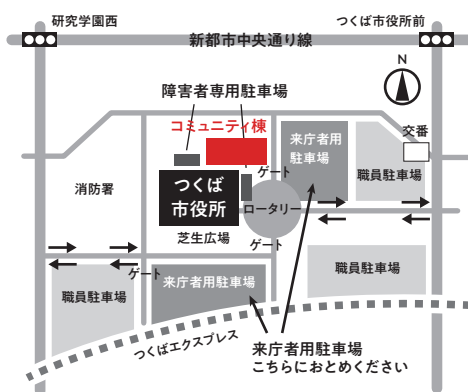 研究学園西
つくば市役所前
新都市中央通り線
N
障害者専用駐車場
コミュニティ棟
来庁者用
駐車場
交番
ゲート
職員駐車場
消防署
つくば
市役所
ロータリー
芝生広場
ゲート
ゲート
来庁者用駐車場
職員駐車場
職員駐車場
つくばエクスプレス
来庁者用駐車場
こちらにおとめください